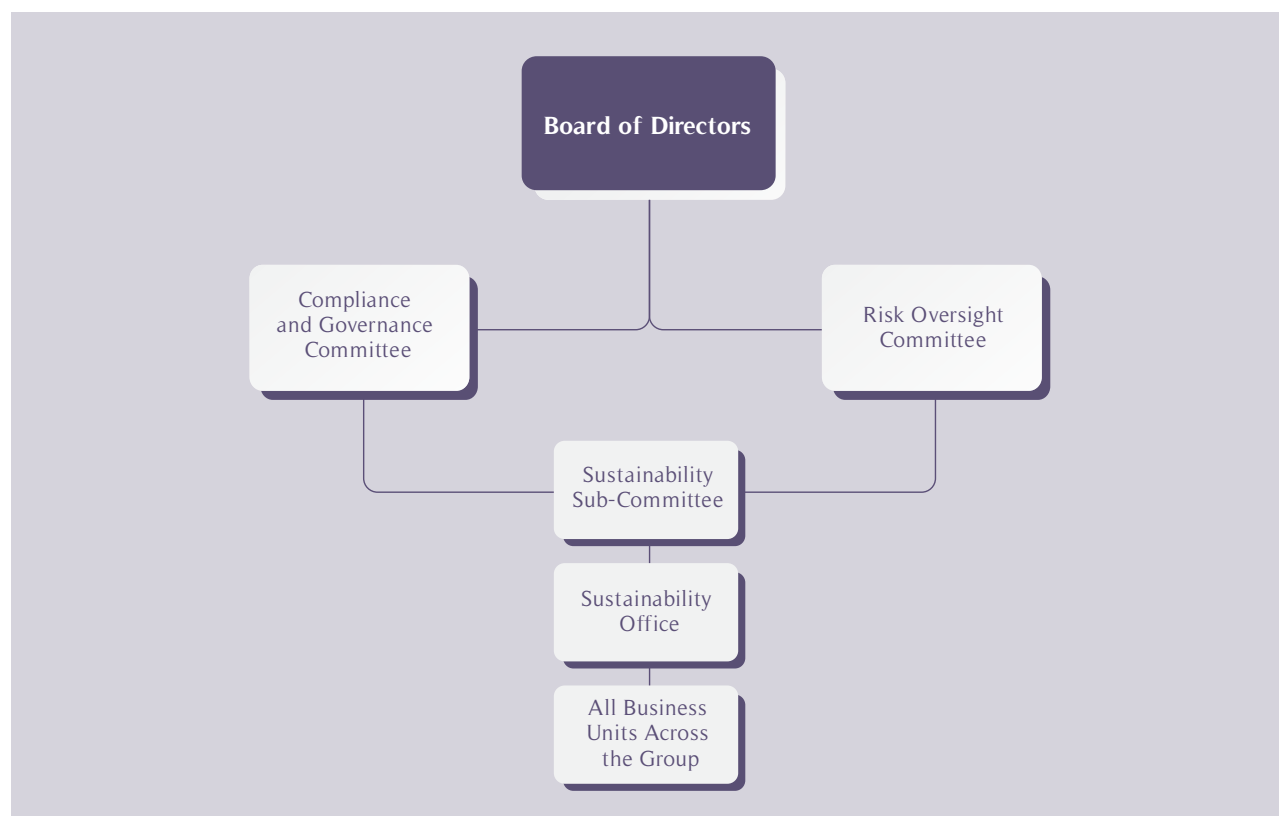 Board of Directors
Compliance
and Governance
Committee
Risk Oversight
Committee
Sustainability
Sub-Committee
Sustainability
Office
All Business
Units Across
the Group